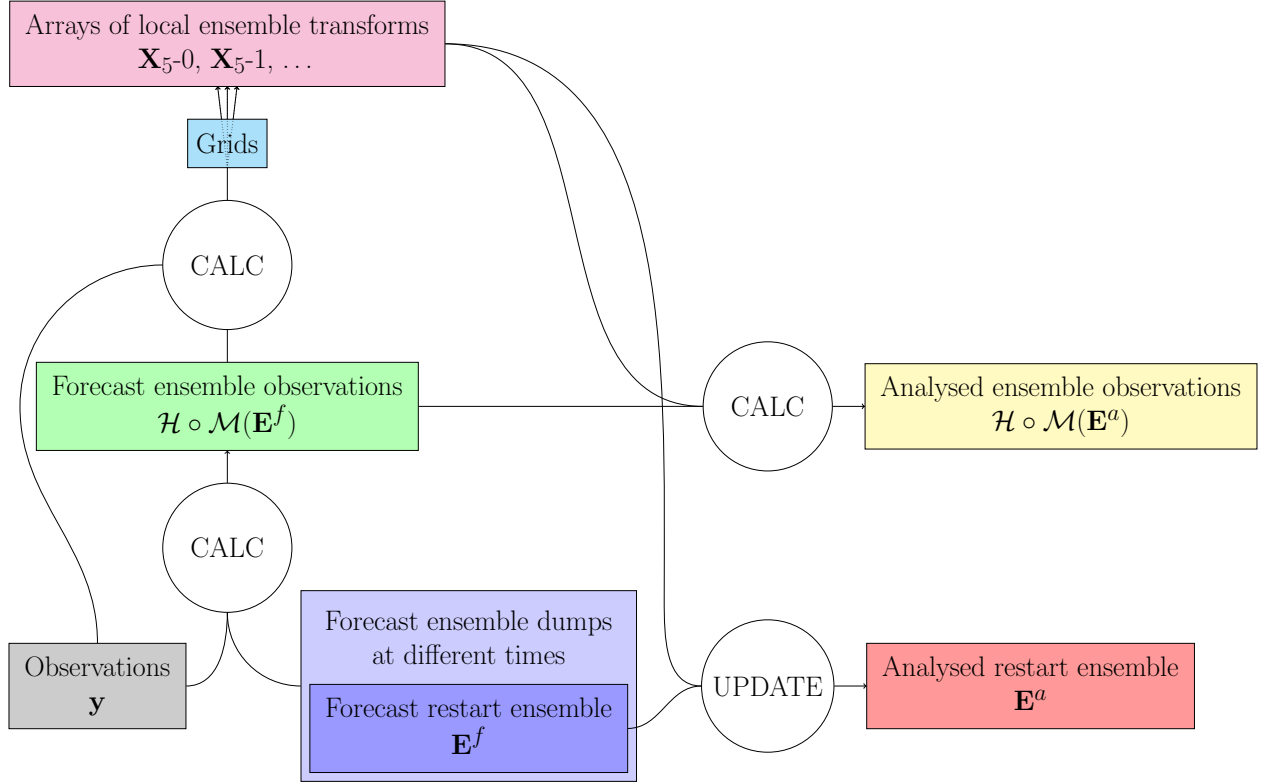 Arrays of local ensemble transforms
X₅-0, X₅-1, …
Grids
CALC
Forecast ensemble observations
ℋ ∘ ℳ(E^f)
CALC
Analysed ensemble observations
ℋ ∘ ℳ(E^a)
CALC
Forecast ensemble dumps
at different times
Observations
y
Forecast restart ensemble
E^f
UPDATE
Analysed restart ensemble
E^a